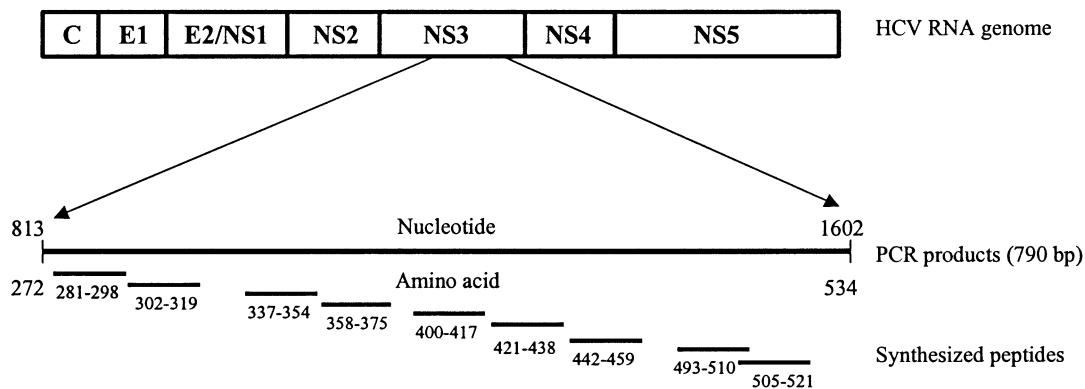 C E1 E2/NS1 NS2 NS3 NS4 NS5 HCV RNA genome
813 Nucleotide 1602
PCR products (790 bp)
272 Amino acid 534
281-298
302-319
337-354
358-375
400-417
421-438
442-459
493-510
505-521
Synthesized peptides